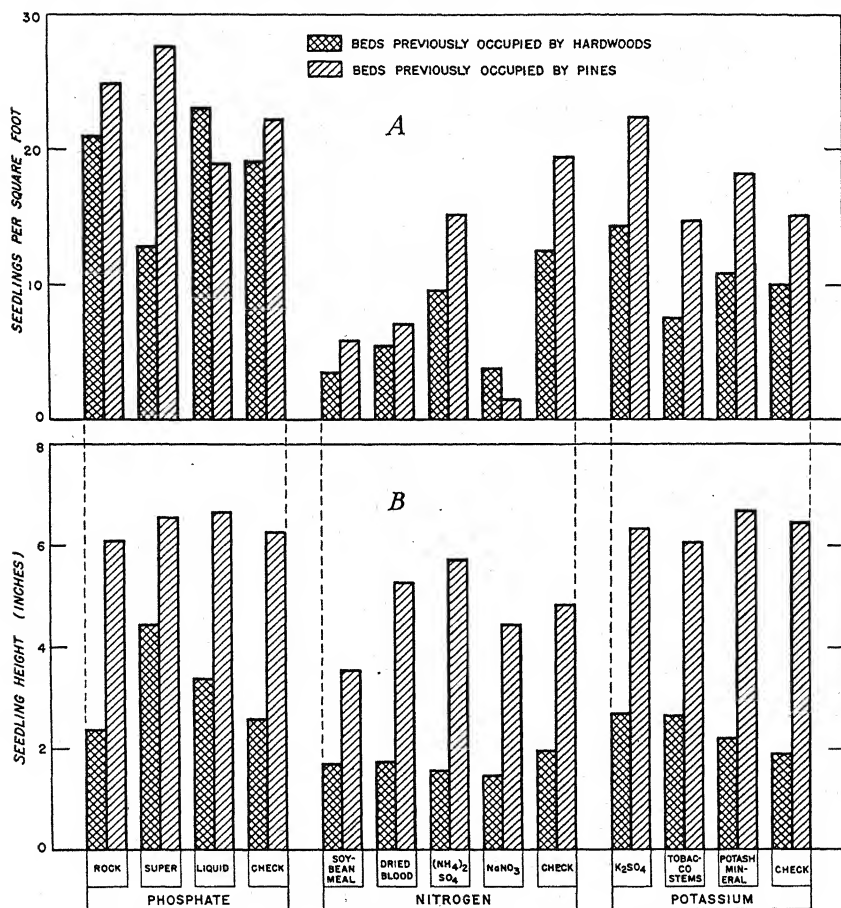 30
BEDS PREVIOUSLY OCCUPIED BY HARDWOODS
BEDS PREVIOUSLY OCCUPIED BY PINES
A
20
10
0
SEEDLINGS PER SQUARE FOOT
8
B
6
4
2
0
SEEDLING HEIGHT (INCHES)
ROCK
SUPER
LIQUID
CHECK
SOY-
BEAN
MEAL
DRIED
BLOOD
(NH4)2
SO4
NaNO3
CHECK
K2SO4
TOBAC-
CO
STEMS
POTASH
MIN-
ERAL
CHECK
PHOSPHATE
NITROGEN
POTASSIUM